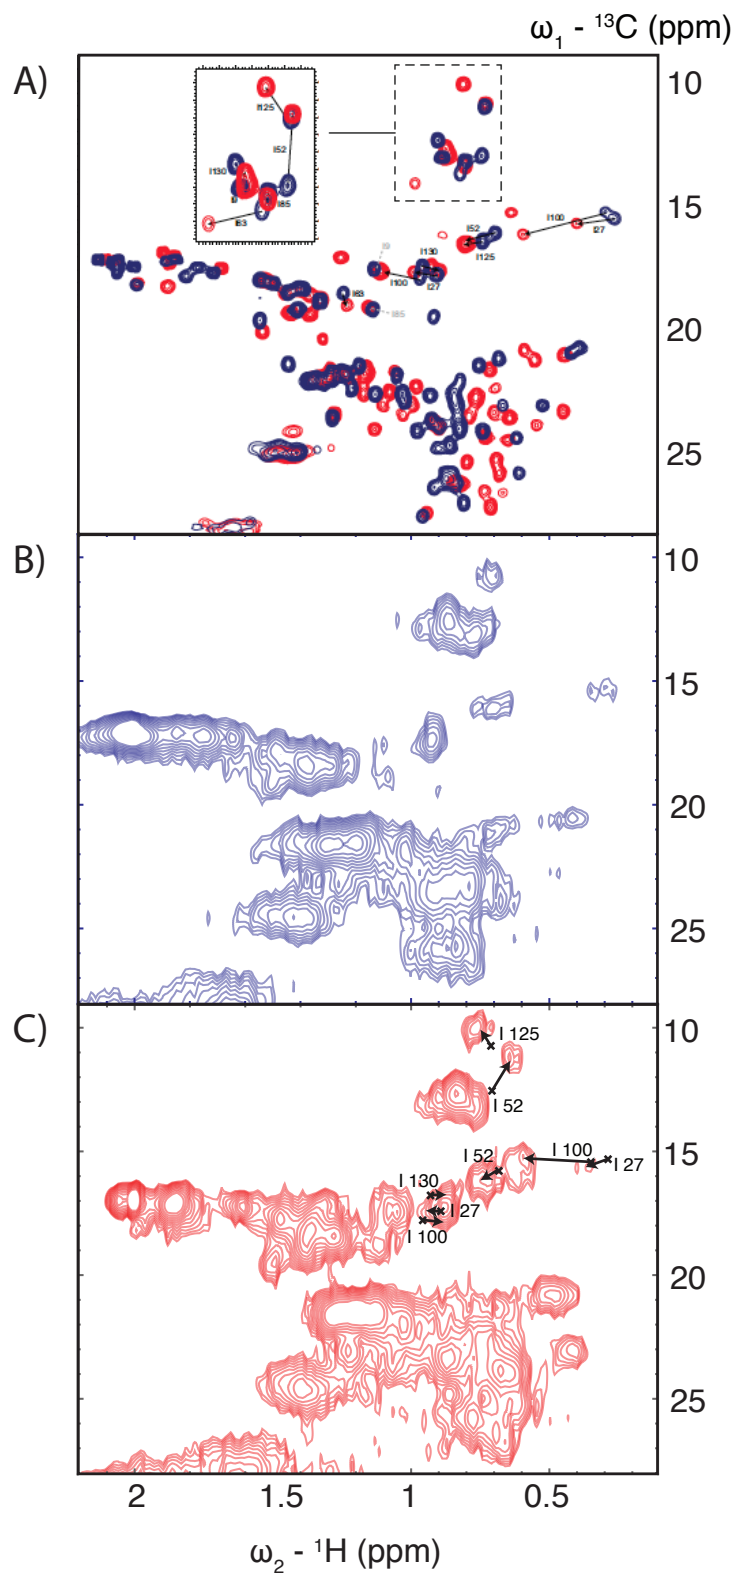 ω₁ - ¹³C (ppm)
A)
10
I125
I52
I130
I9
I85
I83
15
I100
I27
I52
I125
I9
I130
I100
I27
I83
I85
20
25
B)
10
15
20
25
C)
10
I 125
I 52
15
I 100
I 52
I 27
I 130
I 27
I 100
20
25
2
1.5
1
0.5
ω₂ - ¹H (ppm)